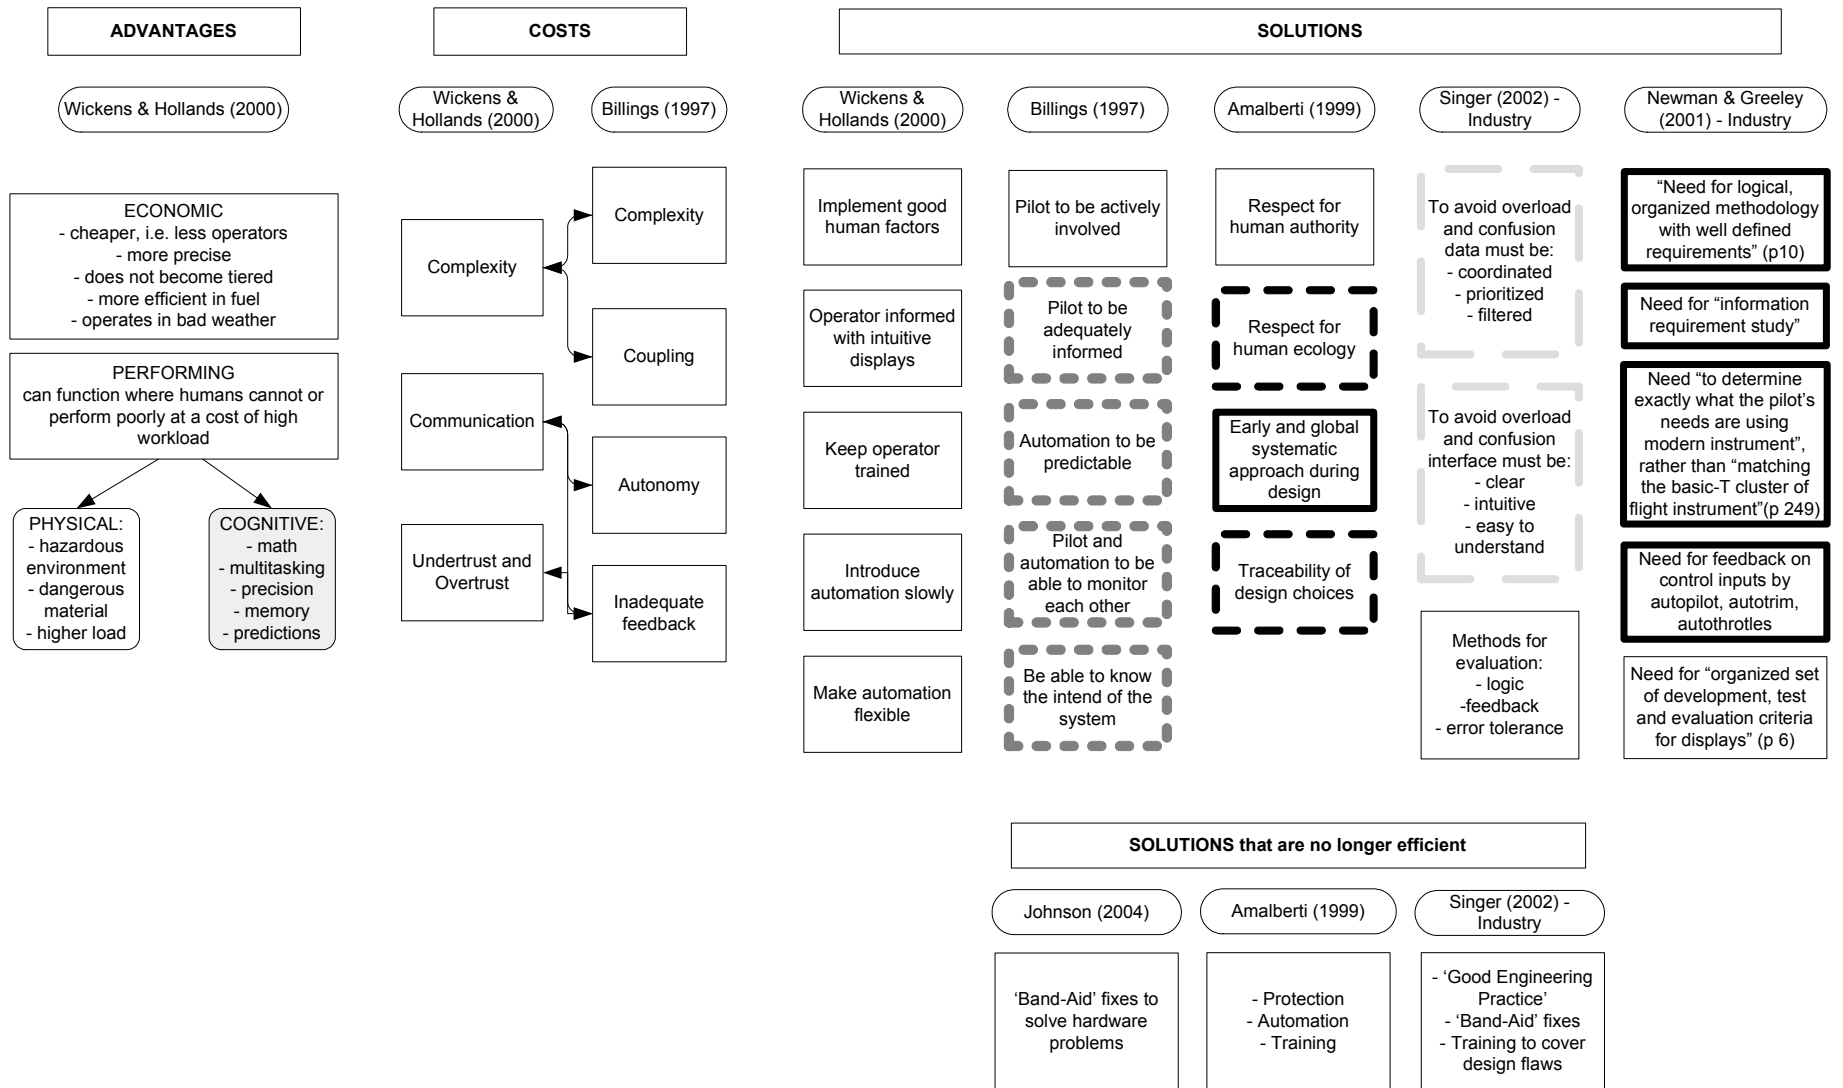 ADVANTAGES
Wickens & Hollands (2000)
ECONOMIC
- cheaper, i.e. less operators
- more precise
- does not become tiered
- more efficient in fuel
- operates in bad weather
PERFORMING
can function where humans cannot or
perform poorly at a cost of high
workload
PHYSICAL:
- hazardous
environment
- dangerous
material
- higher load
COGNITIVE:
- math
- multitasking
- precision
- memory
- predictions
COSTS
Wickens &
Hollands (2000)
Complexity
Communication
Undertrust and
Overtrust
Billings (1997)
Complexity
Coupling
Autonomy
Inadequate
feedback
SOLUTIONS
Wickens &
Hollands (2000)
Implement good
human factors
Operator informed
with intuitive
displays
Keep operator
trained
Introduce
automation slowly
Make automation
flexible
Billings (1997)
Pilot to be actively
involved
Pilot to be
adequately
informed
Automation to be
predictable
Pilot and
automation to be
able to monitor
each other
Be able to know
the intend of the
system
Amalberti (1999)
Respect for
human authority
Respect for
human ecology
Early and global
systematic
approach during
design
Traceability of
design choices
Singer (2002) -
Industry
To avoid overload
and confusion
data must be:
- coordinated
- prioritized
- filtered
To avoid overload
and confusion
interface must be:
- clear
- intuitive
- easy to
understand
Methods for
evaluation:
- logic
-feedback
- error tolerance
Newman & Greeley
(2001) - Industry
“Need for logical,
organized methodology
with well defined
requirements” (p10)
Need for “information
requirement study”
Need “to determine
exactly what the pilot’s
needs are using
modern instrument”,
rather than “matching
the basic-T cluster of
flight instrument”(p 249)
Need for feedback on
control inputs by
autopilot, autotrim,
autothrotles
Need for “organized set
of development, test
and evaluation criteria
for displays” (p 6)
SOLUTIONS that are no longer efficient
Johnson (2004)
‘Band-Aid’ fixes to
solve hardware
problems
Amalberti (1999)
- Protection
- Automation
- Training
Singer (2002) -
Industry
- ‘Good Engineering
Practice’
- ‘Band-Aid’ fixes
- Training to cover
design flaws